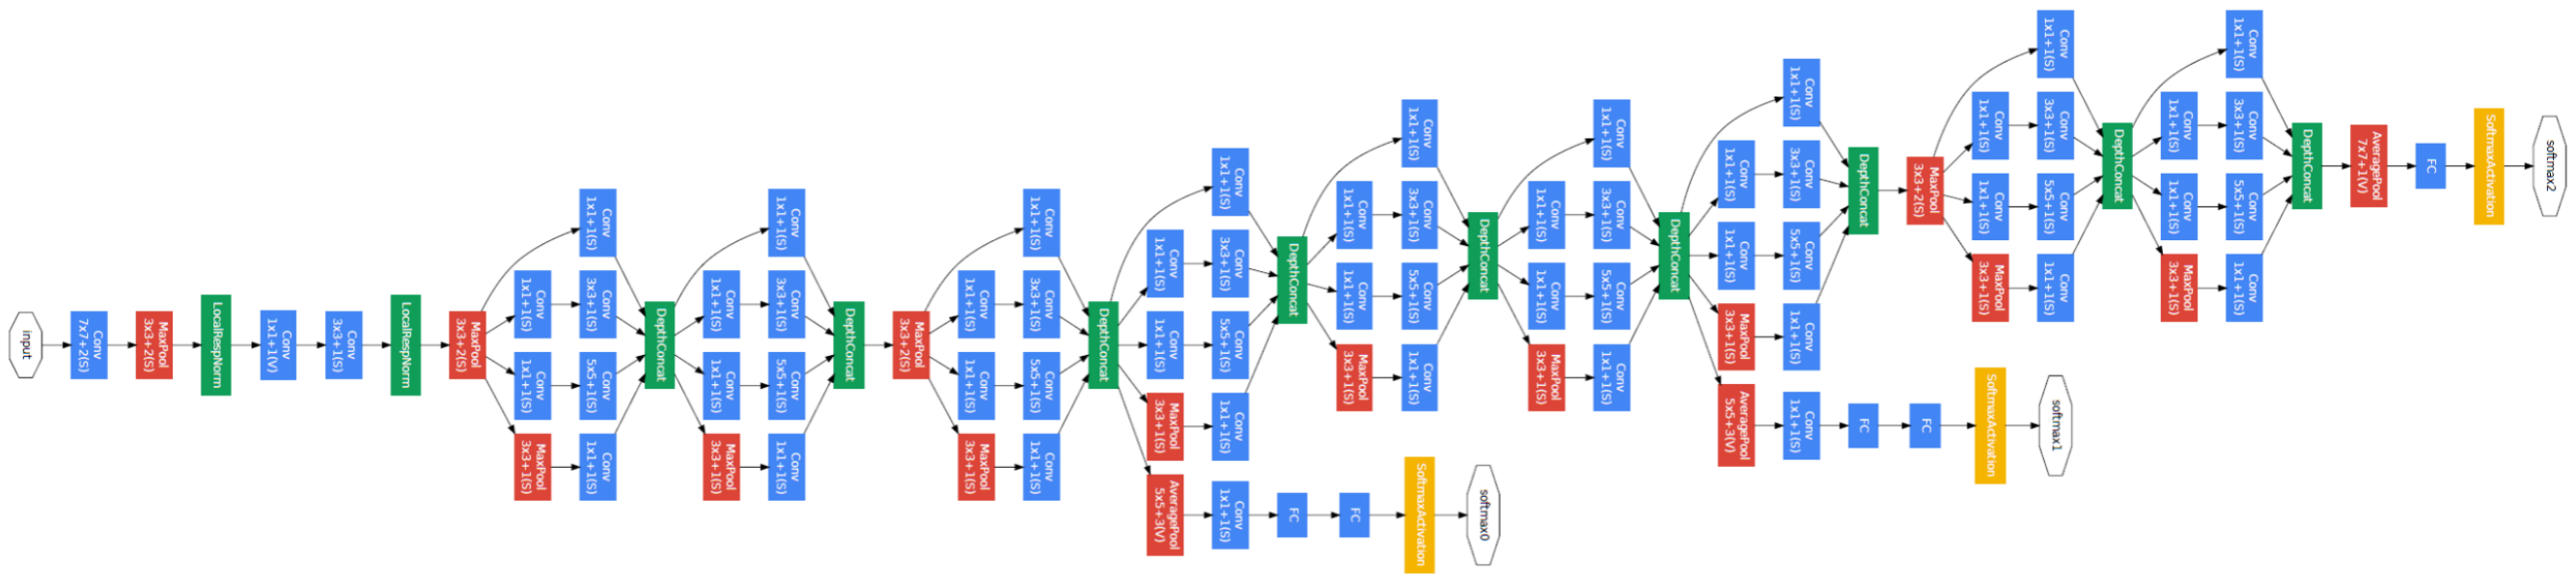 input
Conv
7x7+2(S)
MaxPool
3x3+2(S)
LocalRespNorm
Conv
1x1+1(V)
Conv
3x3+1(S)
LocalRespNorm
MaxPool
3x3+2(S)
Conv
1x1+1(S)
Conv
1x1+1(S)
MaxPool
3x3+1(S)
Conv
1x1+1(S)
Conv
3x3+1(S)
Conv
5x5+1(S)
Conv
1x1+1(S)
DepthConcat
Conv
1x1+1(S)
Conv
1x1+1(S)
MaxPool
3x3+1(S)
Conv
1x1+1(S)
Conv
3x3+1(S)
Conv
5x5+1(S)
Conv
1x1+1(S)
DepthConcat
MaxPool
3x3+2(S)
Conv
1x1+1(S)
Conv
1x1+1(S)
MaxPool
3x3+1(S)
Conv
1x1+1(S)
Conv
3x3+1(S)
Conv
5x5+1(S)
Conv
1x1+1(S)
DepthConcat
Conv
1x1+1(S)
Conv
1x1+1(S)
MaxPool
3x3+1(S)
AveragePool
5x5+3(V)
Conv
1x1+1(S)
Conv
3x3+1(S)
Conv
5x5+1(S)
Conv
1x1+1(S)
Conv
1x1+1(S)
DepthConcat
FC
FC
SoftmaxActivation
softmax0
Conv
1x1+1(S)
Conv
1x1+1(S)
MaxPool
3x3+1(S)
Conv
1x1+1(S)
Conv
3x3+1(S)
Conv
5x5+1(S)
Conv
1x1+1(S)
DepthConcat
Conv
1x1+1(S)
Conv
1x1+1(S)
MaxPool
3x3+1(S)
Conv
1x1+1(S)
Conv
3x3+1(S)
Conv
5x5+1(S)
Conv
1x1+1(S)
DepthConcat
Conv
1x1+1(S)
Conv
1x1+1(S)
MaxPool
3x3+1(S)
AveragePool
5x5+3(V)
Conv
1x1+1(S)
Conv
3x3+1(S)
Conv
5x5+1(S)
Conv
1x1+1(S)
Conv
1x1+1(S)
DepthConcat
FC
FC
SoftmaxActivation
softmax1
MaxPool
3x3+2(S)
Conv
1x1+1(S)
Conv
1x1+1(S)
MaxPool
3x3+1(S)
Conv
1x1+1(S)
Conv
3x3+1(S)
Conv
5x5+1(S)
Conv
1x1+1(S)
DepthConcat
Conv
1x1+1(S)
Conv
1x1+1(S)
MaxPool
3x3+1(S)
Conv
1x1+1(S)
Conv
3x3+1(S)
Conv
5x5+1(S)
Conv
1x1+1(S)
DepthConcat
AveragePool
7x7+1(V)
FC
SoftmaxActivation
softmax2